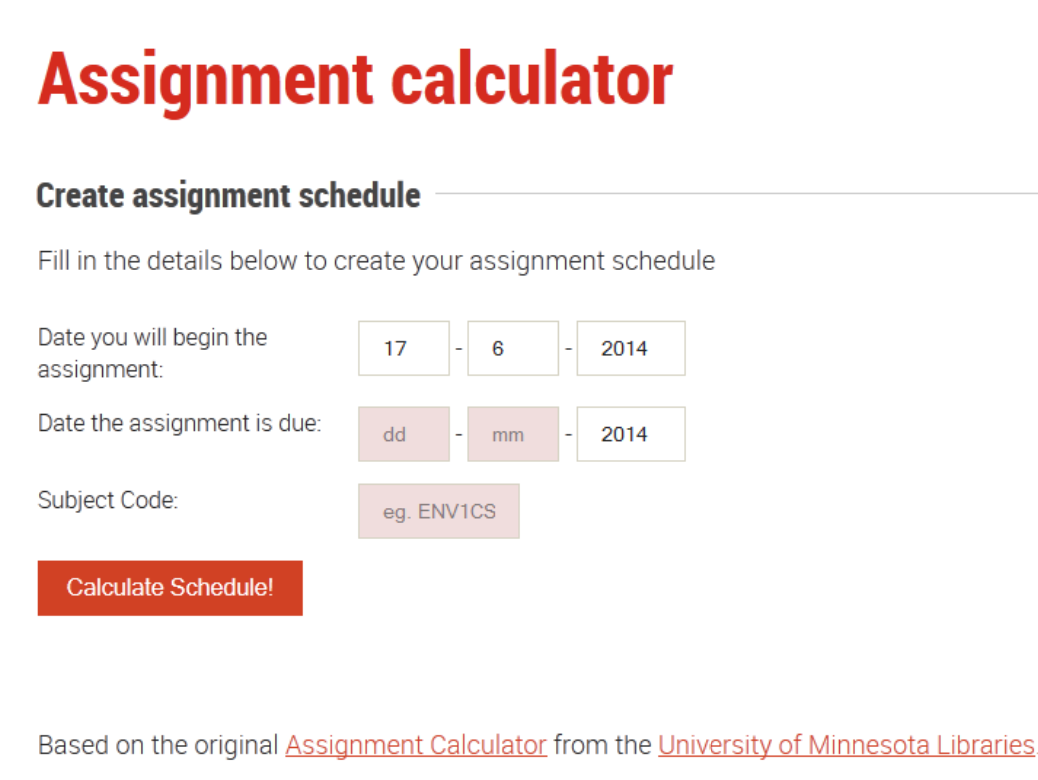 Assignment calculator
Create assignment schedule
Fill in the details below to create your assignment schedule
Date you will begin the
assignment:
17 - 6 - 2014
Date the assignment is due:
dd - mm - 2014
Subject Code:
eg. ENV1CS
Calculate Schedule!
Based on the original Assignment Calculator from the University of Minnesota Libraries.